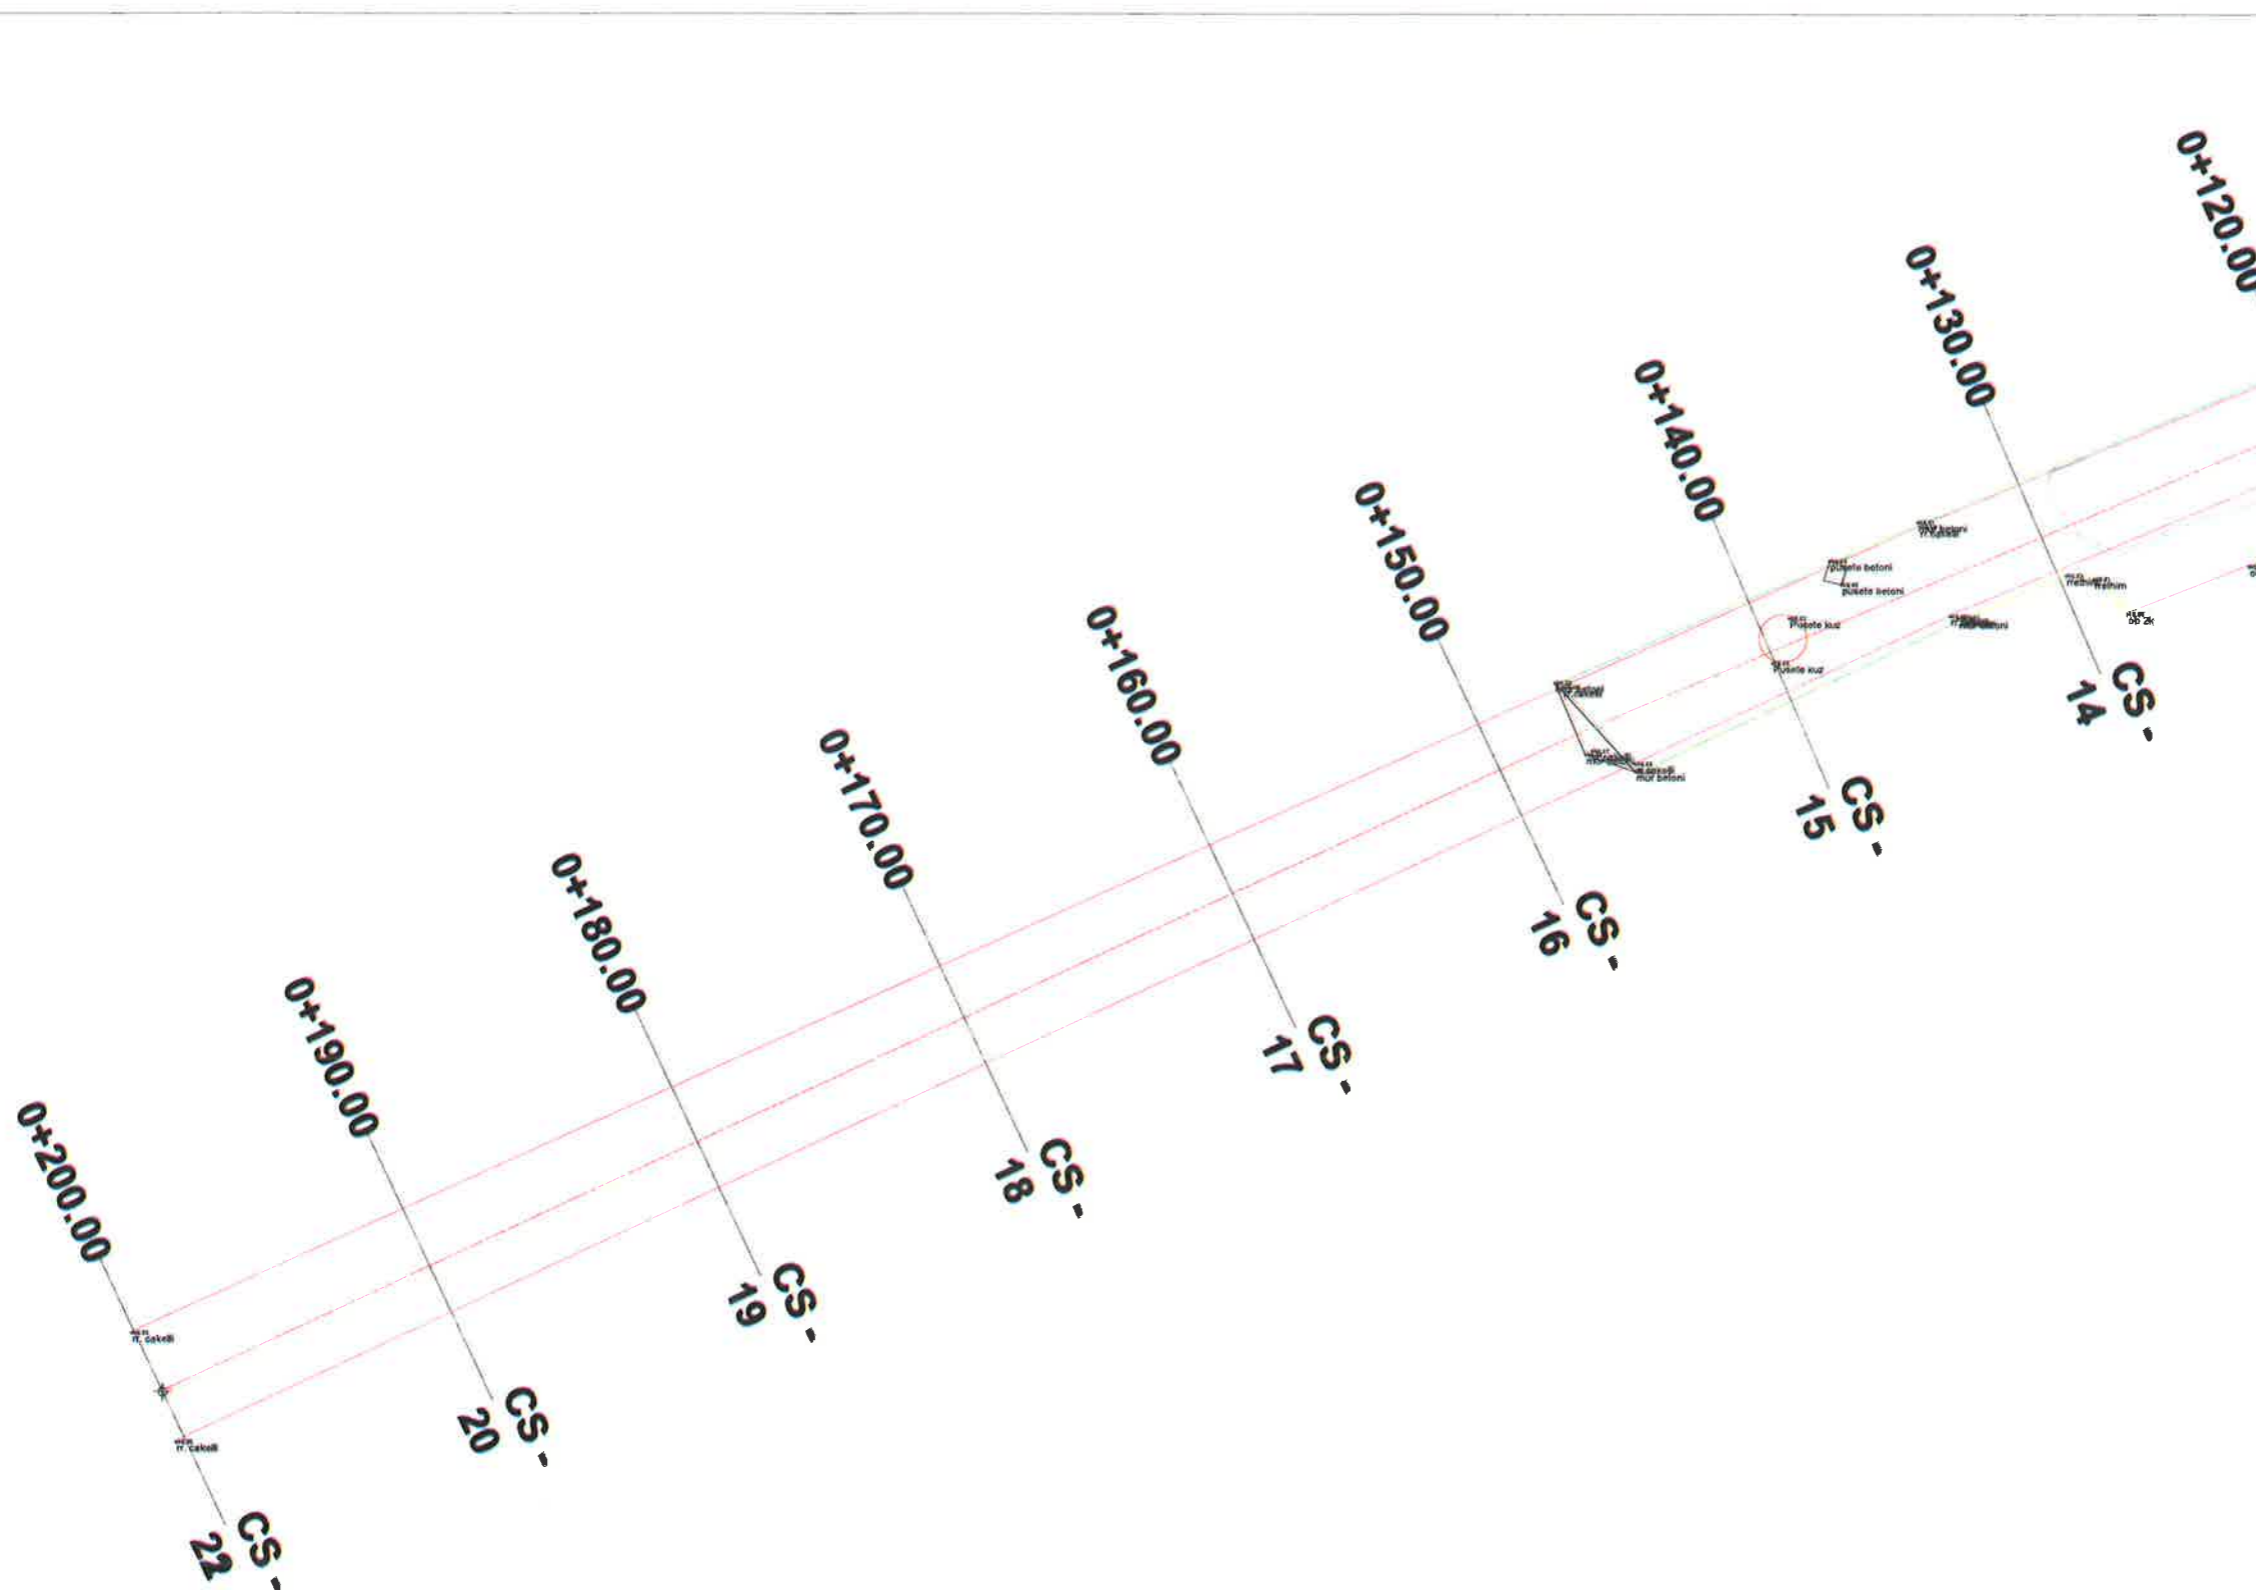 0+120.00
0+130.00
0+140.00
0+150.00
0+160.00
0+170.00
0+180.00
0+190.00
0+200.00
mur betoni
pusete betoni
pusete betoni
Pusete kuz
Pusete kuz
rrethim
mur betoni
rr. cakelli
rr. cakelli
CS -
14
CS -
15
CS -
16
CS -
17
CS -
18
CS -
19
CS -
20
CS -
22